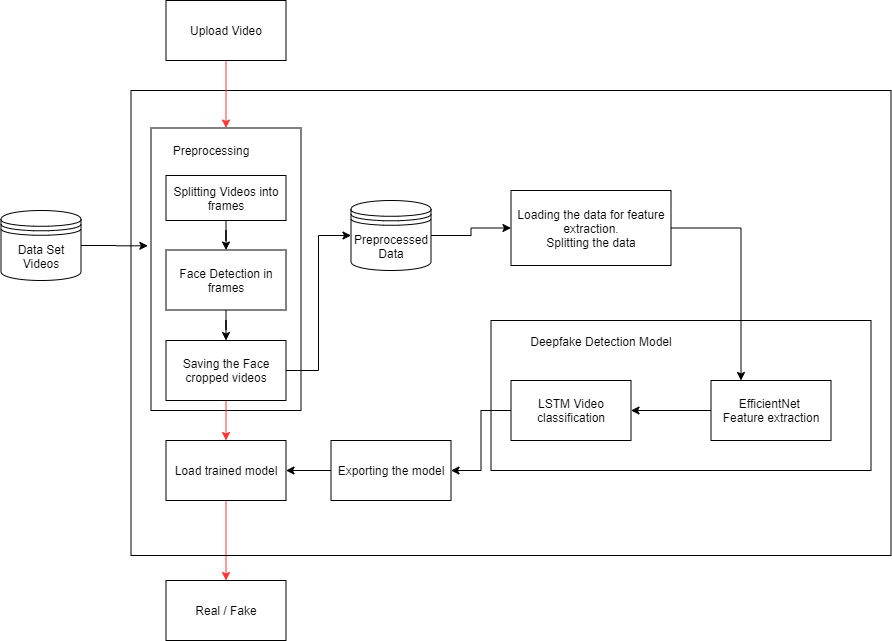 Upload Video
Preprocessing
Splitting Videos into
frames
Face Detection in
frames
Saving the Face
cropped videos
Data Set
Videos
Preprocessed
Data
Loading the data for feature
extraction.
Splitting the data
Deepfake Detection Model
EfficientNet
Feature extraction
LSTM Video
classification
Exporting the model
Load trained model
Real / Fake